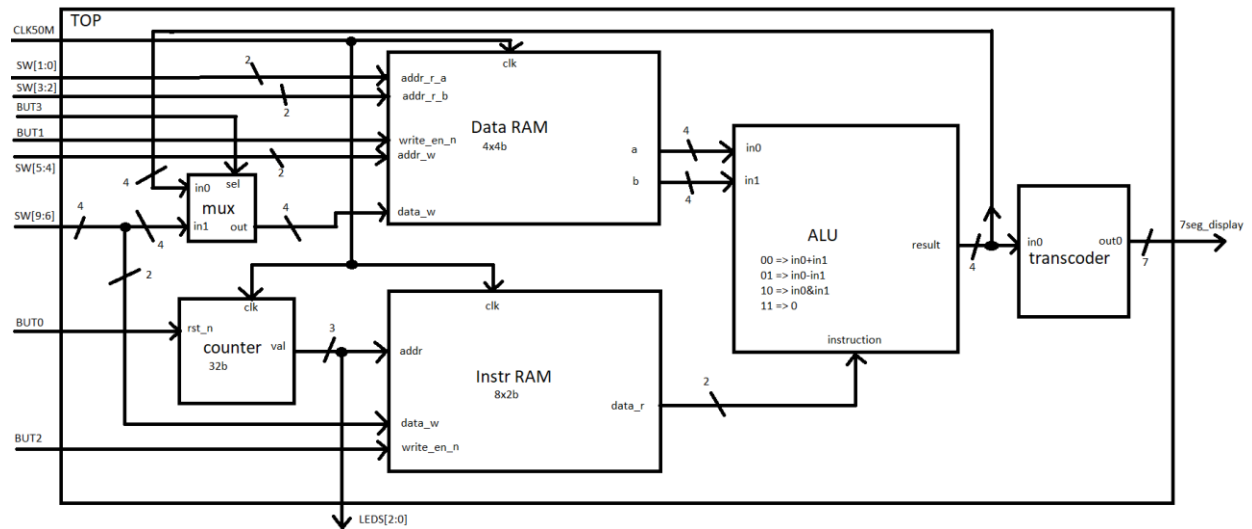 TOP
CLK50M
SW[1:0]
SW[3:2]
BUT3
BUT1
SW[5:4]
SW[9:6]
BUT0
BUT2
2
2
2
4
4
4
4
2
in0
sel
mux
in1
out
clk
addr_r_a
addr_r_b
Data RAM
4x4b
write_en_n
addr_w
data_w
a
b
4
4
clk
rst_n
counter
val
32b
3
clk
addr
Instr RAM
8x2b
data_r
data_w
write_en_n
2
in0
in1
ALU
result
00 => in0+in1
01 => in0-in1
10 => in0&in1
11 => 0
instruction
4
in0
out0
transcoder
7
7seg_display
LEDS[2:0]